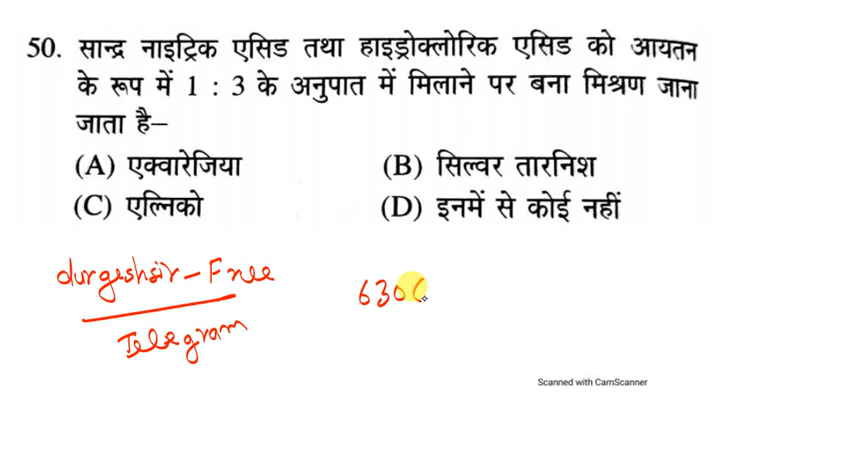 50. सान्द्र नाइट्रिक एसिड तथा हाइड्रोक्लोरिक एसिड को आयतन
के रूप में 1 : 3 के अनुपात में मिलाने पर बना मिश्रण जाना
जाता है–
(A) एक्वारेजिया (B) सिल्वर तारनिश
(C) एल्निको (D) इनमें से कोई नहीं
durgeshsir - Free
Telegram
630
Scanned with CamScanner